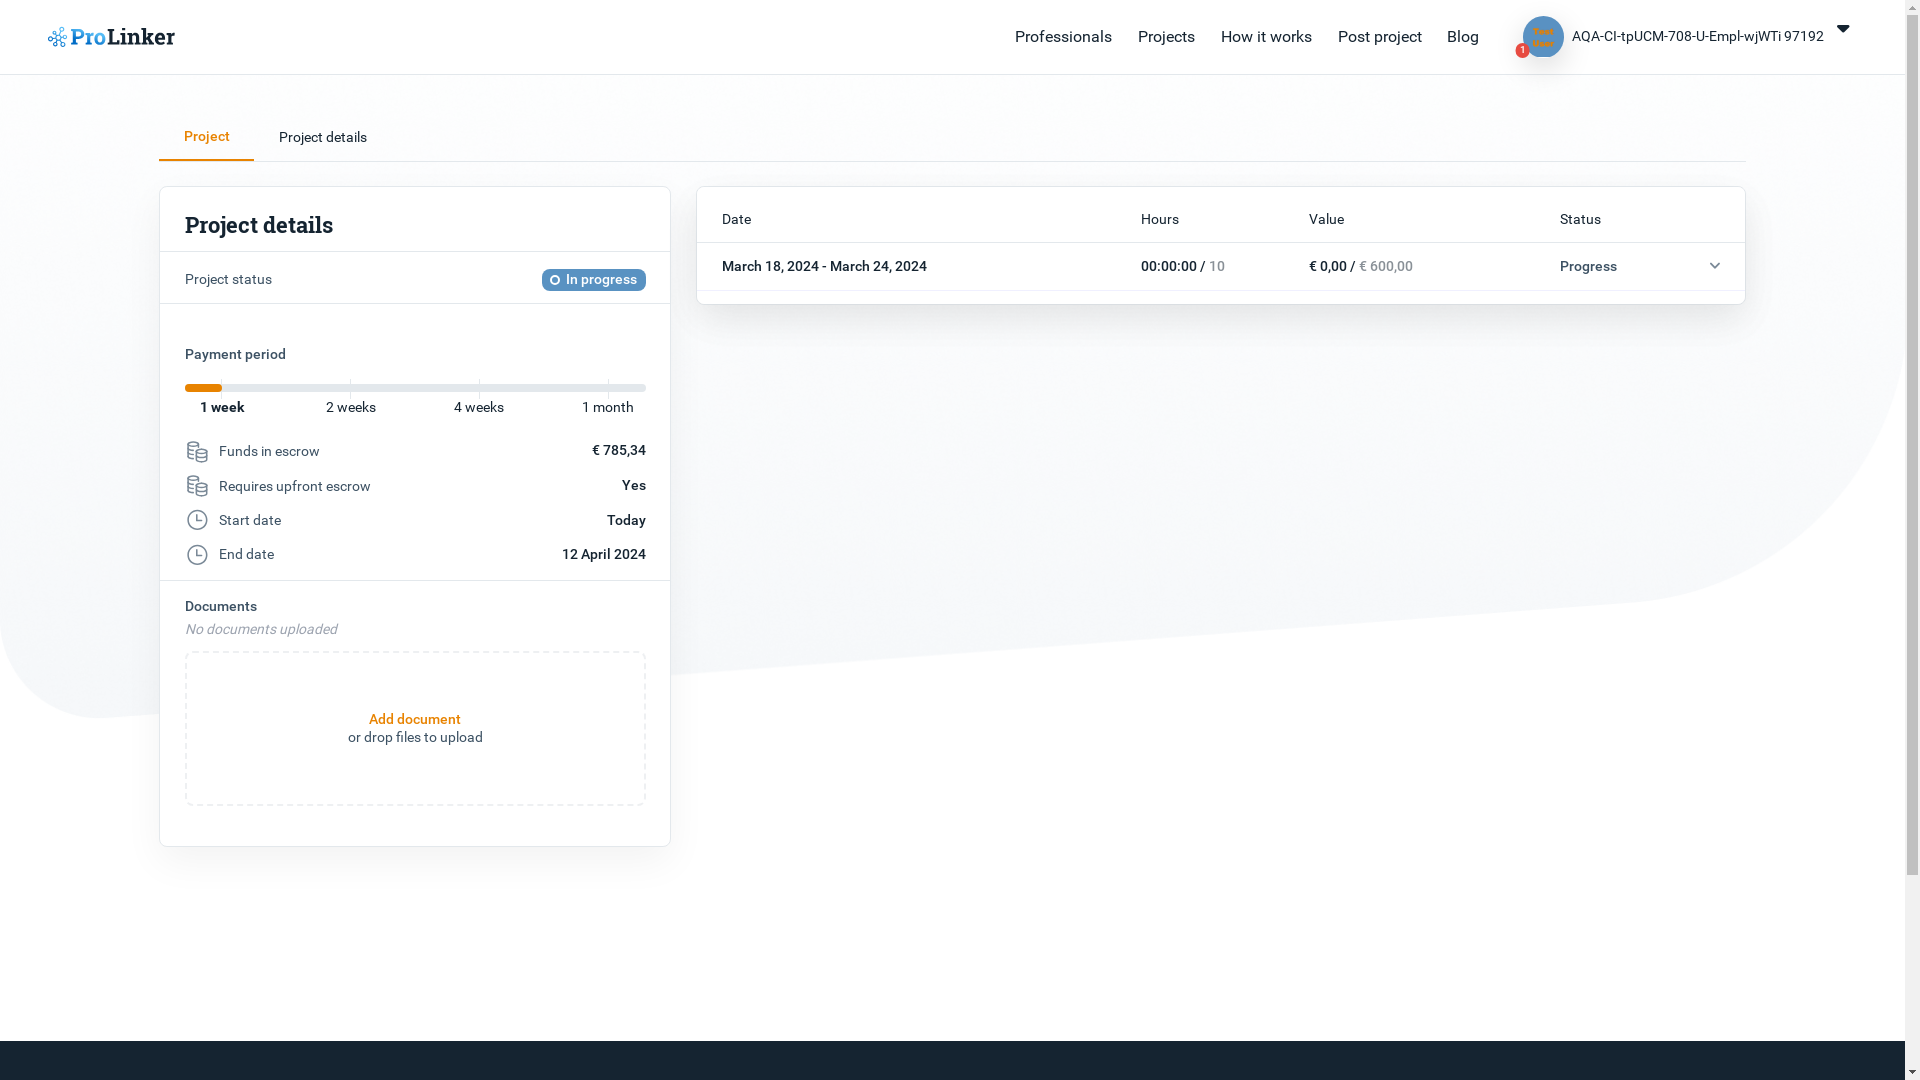 ProLinker
Professionals
Projects
How it works
Post project
Blog
Test
User
1
AQA-CI-tpUCM-708-U-Empl-wjWTi 97192
Project
Project details
Project details
Project status
In progress
Payment period
1 week
2 weeks
4 weeks
1 month
Funds in escrow
€ 785,34
Requires upfront escrow
Yes
Start date
Today
End date
12 April 2024
Documents
No documents uploaded
Add document
or drop files to upload
Date Hours Value Status
March 18, 2024 - March 24, 2024 00:00:00 / 10 € 0,00 / € 600,00 Progress